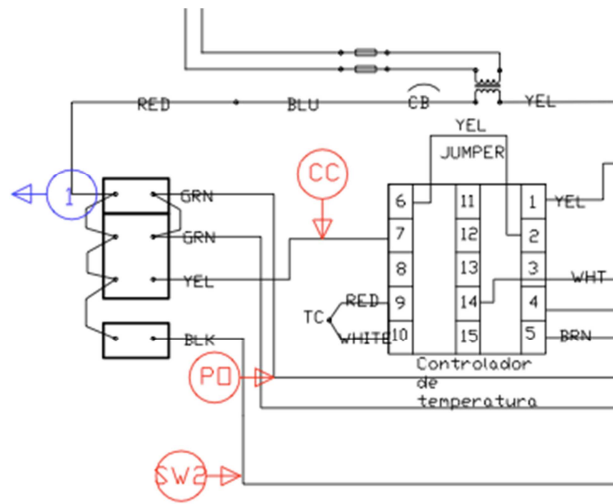 RED
BLU
CB
YEL
YEL
JUMPER
1
GRN
CC
6
11
1
YEL
GRN
7
12
2
8
13
3
YEL
14
WHT
TC
RED
9
4
WHITE
10
15
5
BRN
BLK
PO
Controlador
de
temperatura
SW2